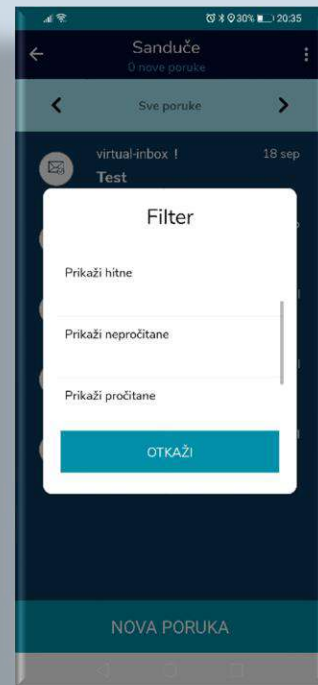 30% 20:35
Sanduče
0 nove poruke
Sve poruke
virtual-inbox ! 18 sep
Test
Filter
Prikaži hitne
Prikaži nepročitane
Prikaži pročitane
OTKAŽI
NOVA PORUKA